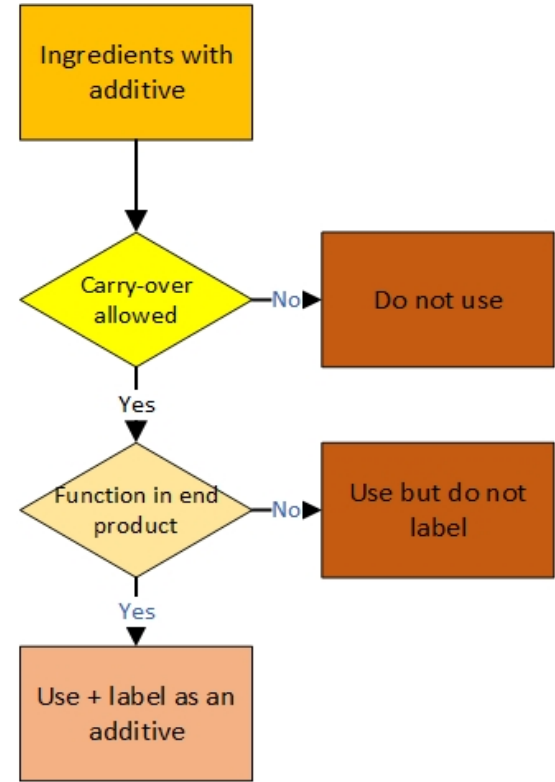 Ingredients with
additive
Carry-over
allowed
No
Do not use
Yes
Function in end
product
No
Use but do not
label
Yes
Use + label as an
additive